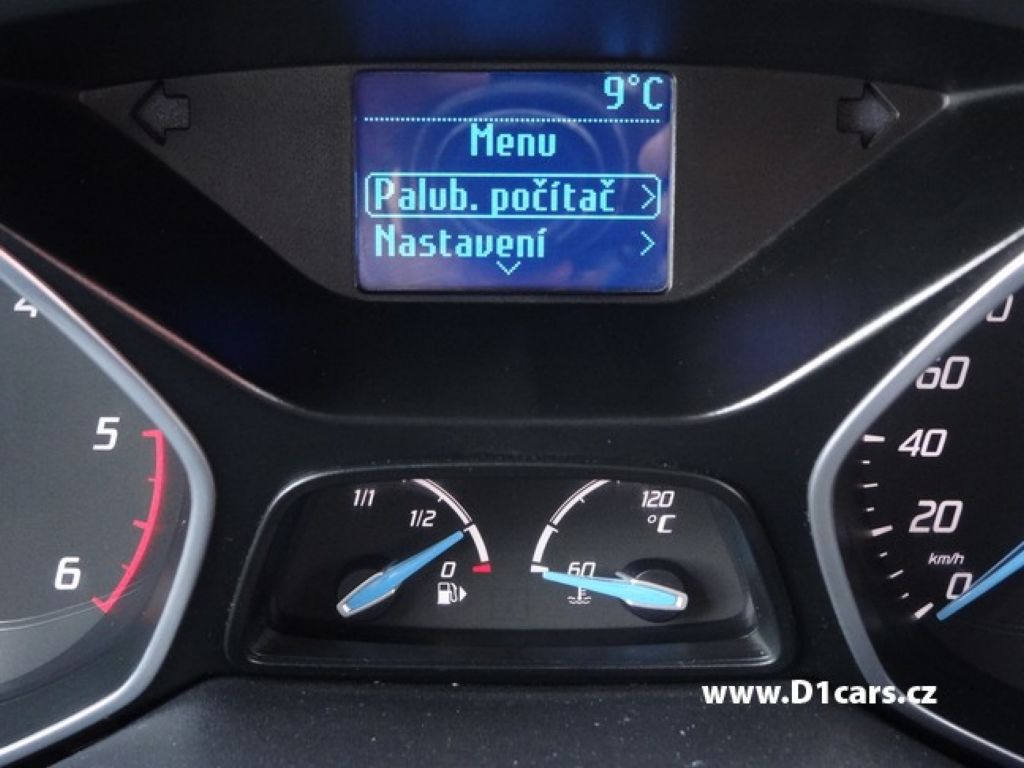 9°C
Menu
Palub. počítač >
Nastavení >
4
5
6
1/1
1/2
0
120
°C
60
60
40
20
km/h
0
www.D1cars.cz